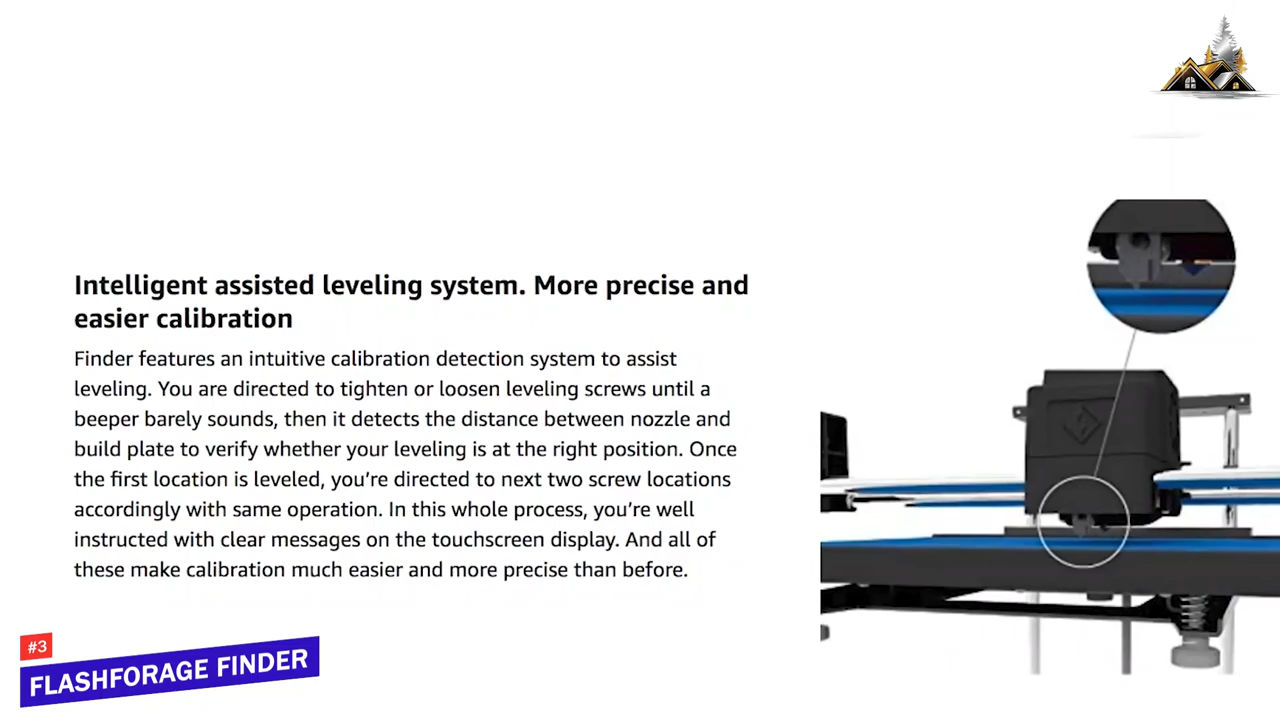 Intelligent assisted leveling system. More precise and
easier calibration
Finder features an intuitive calibration detection system to assist
leveling. You are directed to tighten or loosen leveling screws until a
beeper barely sounds, then it detects the distance between nozzle and
build plate to verify whether your leveling is at the right position. Once
the first location is leveled, you’re directed to next two screw locations
accordingly with same operation. In this whole process, you’re well
instructed with clear messages on the touchscreen display. And all of
these make calibration much easier and more precise than before.
#3
FLASHFORAGE FINDER